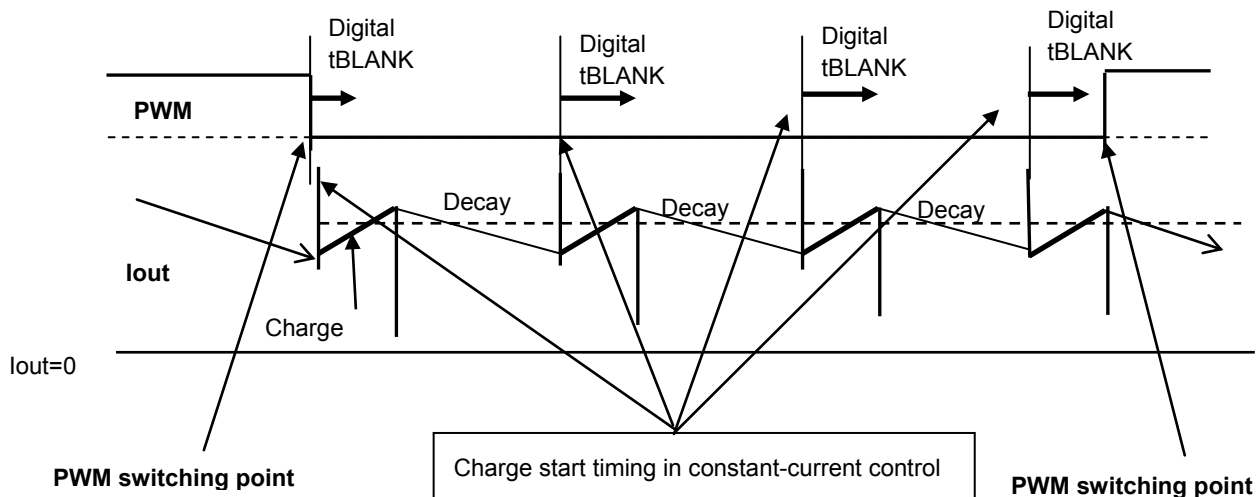 Digital
tBLANK
Digital
tBLANK
Digital
tBLANK
Digital
tBLANK
PWM
Decay
Decay
Decay
Iout
Charge
Iout=0
PWM switching point
Charge start timing in constant-current control
PWM switching point